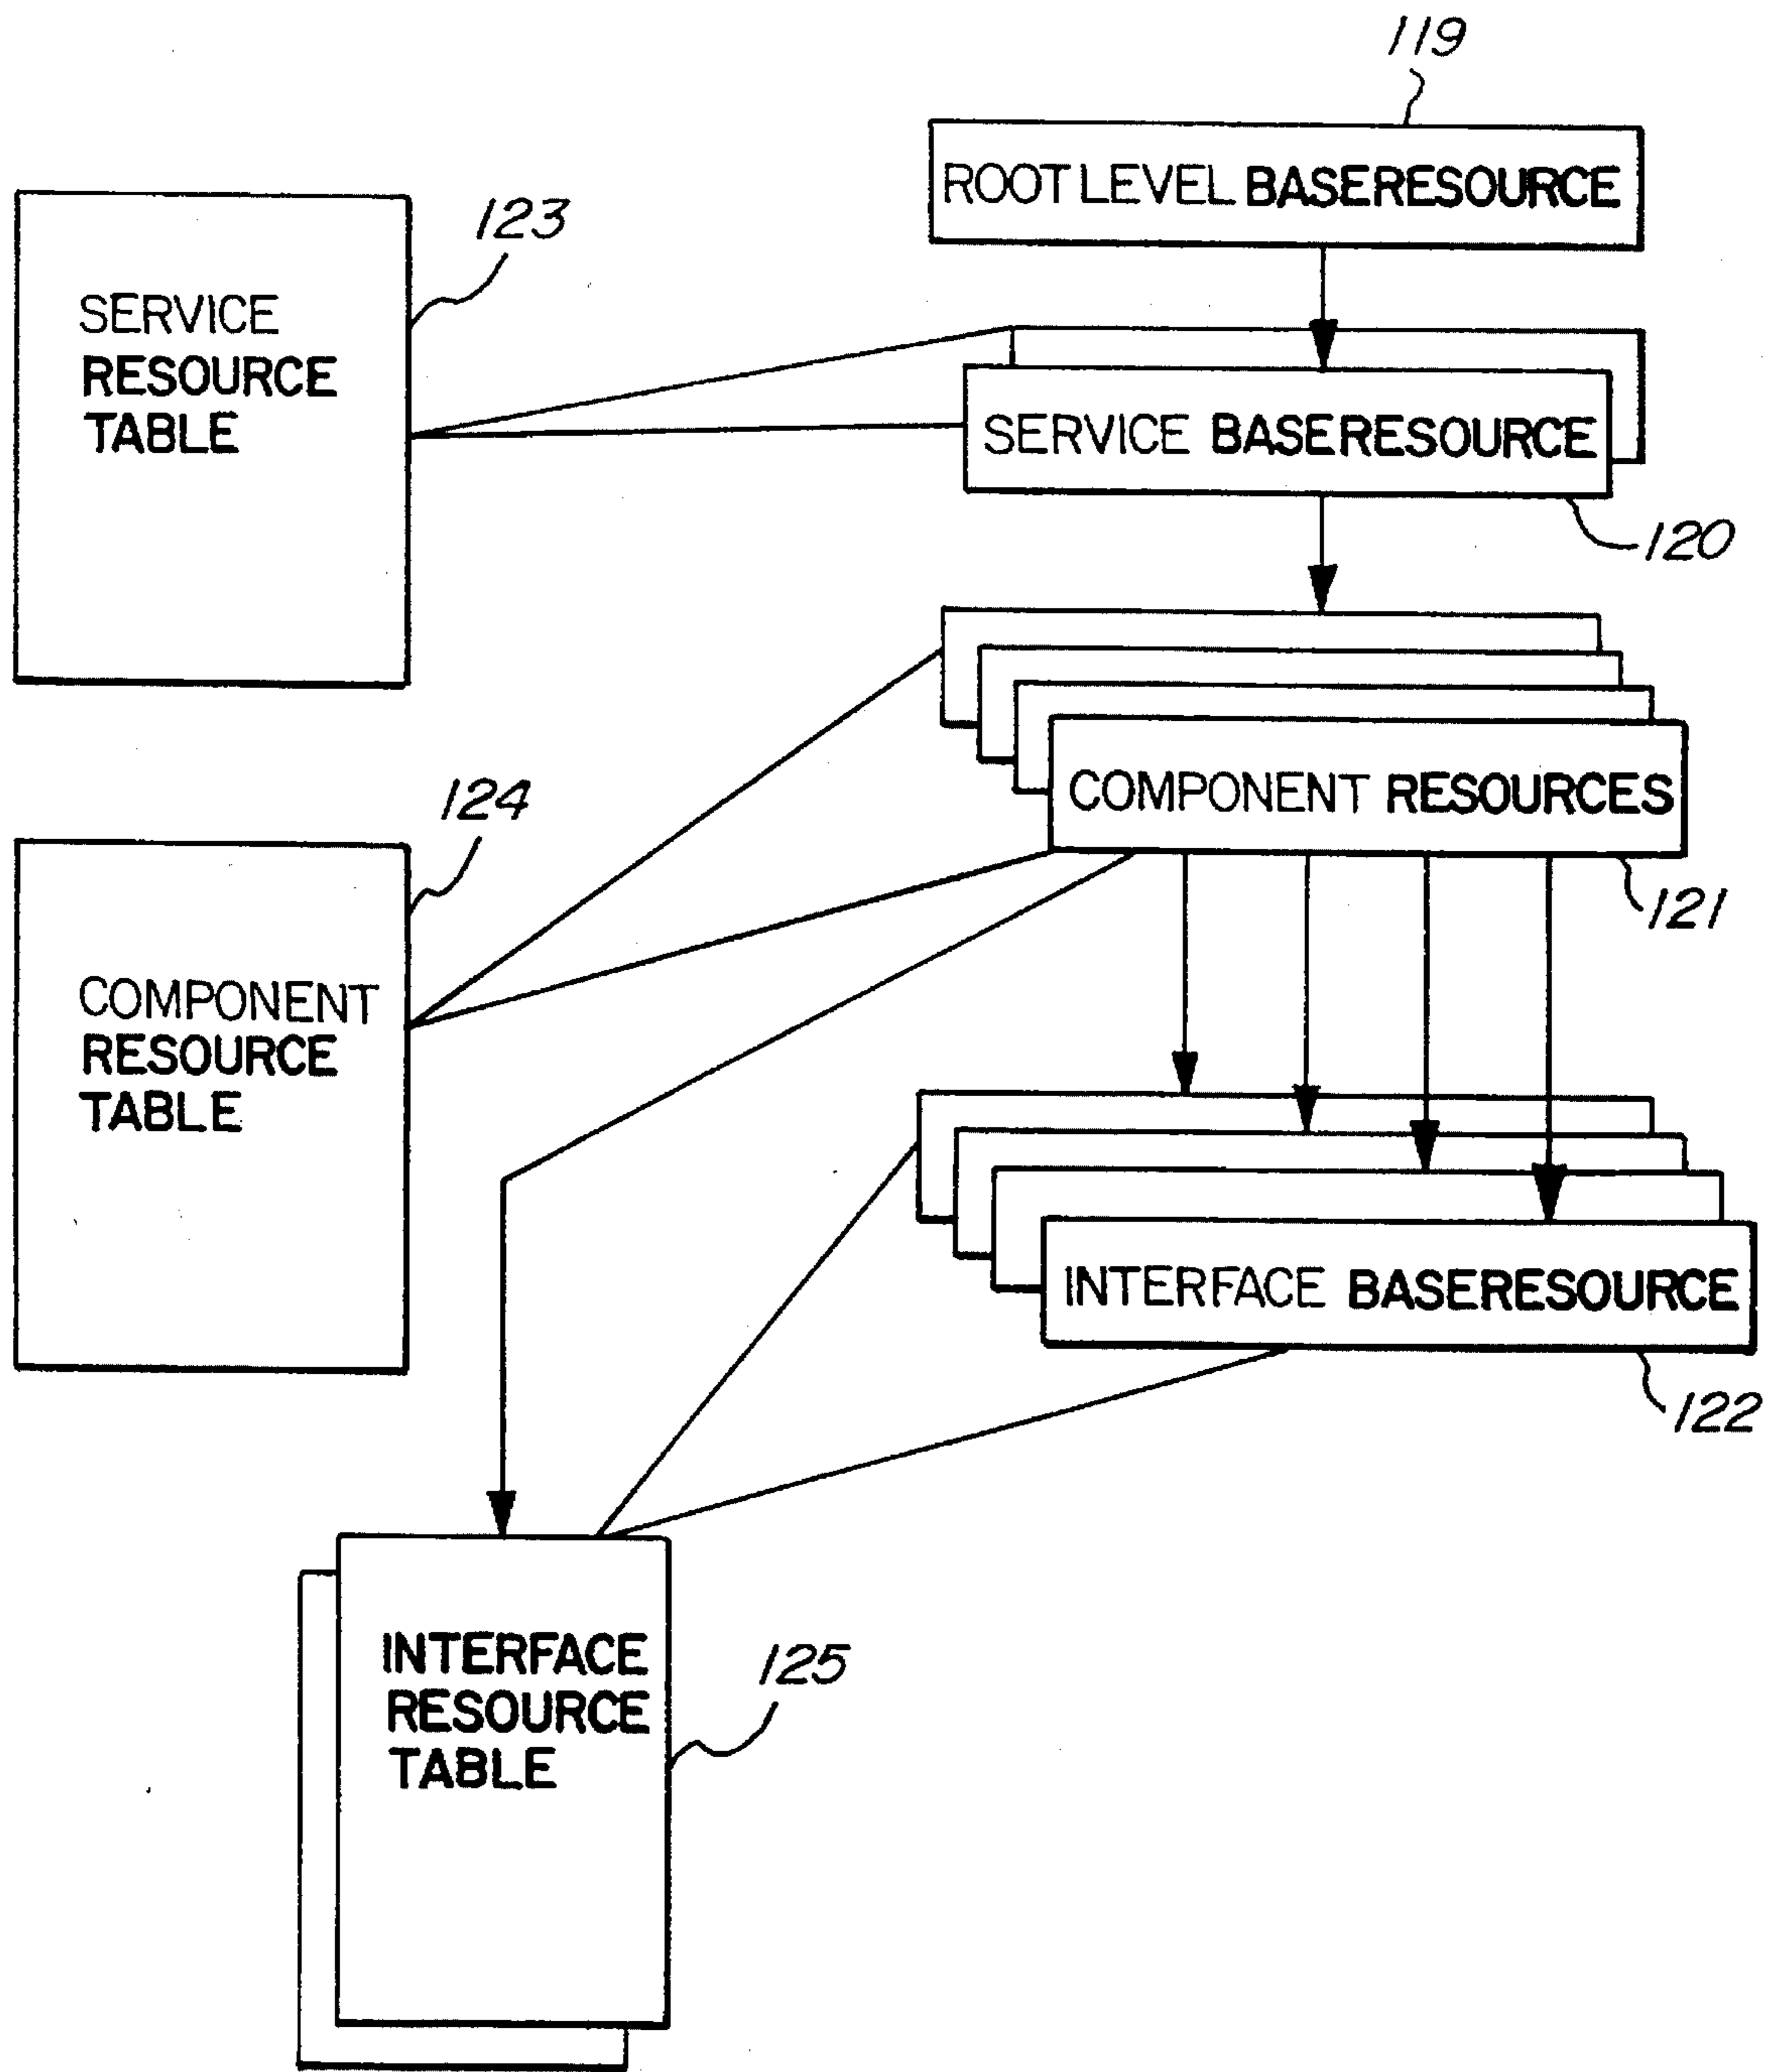 119
ROOT LEVEL BASERESOURCE
123
SERVICE
RESOURCE
TABLE
SERVICE BASERESOURCE
120
COMPONENT RESOURCES
121
124
COMPONENT
RESOURCE
TABLE
INTERFACE BASERESOURCE
122
INTERFACE
RESOURCE
TABLE
125